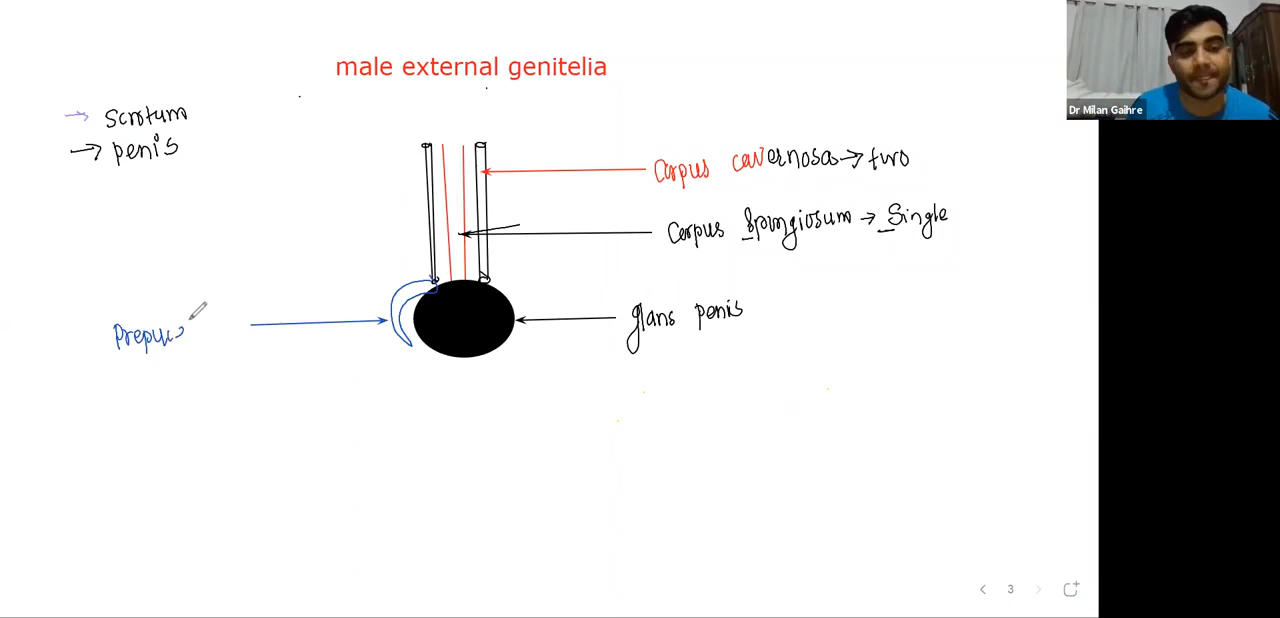 male external genitelia
Dr Milan Gaihre
→ Scrotum
→ penis
Corpus cavernosa → two
Corpus Spongiosum → Single
glans penis
Prepuc
3